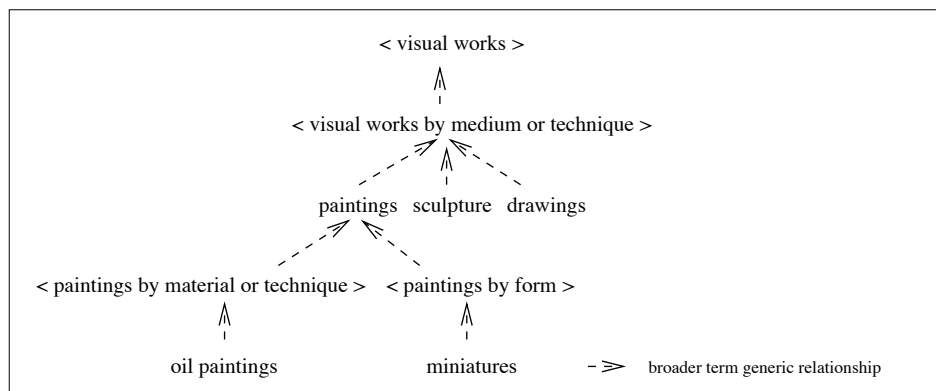 < visual works >
< visual works by medium or technique >
paintings sculpture drawings
< paintings by material or technique > < paintings by form >
oil paintings miniatures broader term generic relationship